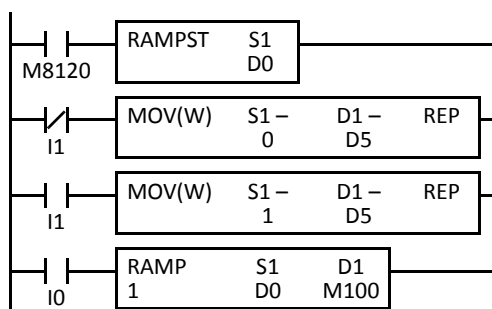 RAMPST S1
D0
M8120
MOV(W) S1 – D1 – REP
0 D5
I1
MOV(W) S1 – D1 – REP
1 D5
I1
RAMP S1 D1
1 D0 M100
I0